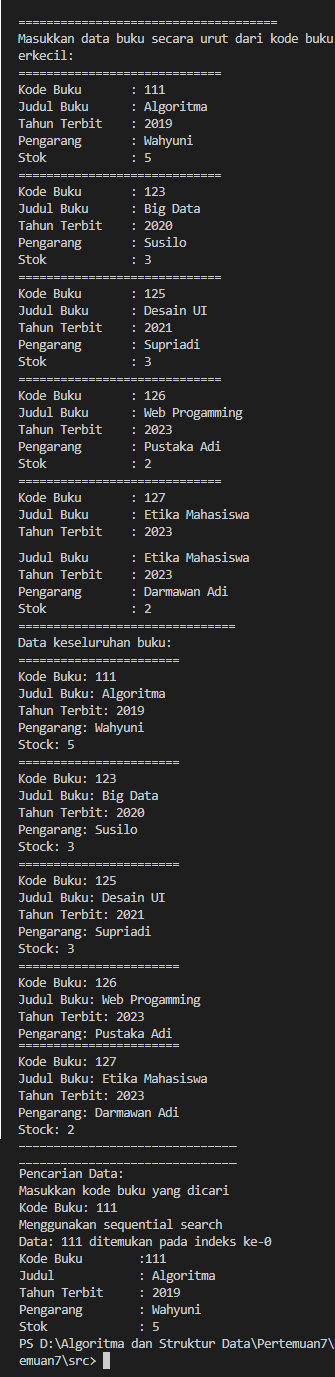 =====================================
Masukkan data buku secara urut dari kode buku
erkecil:
=============================
Kode Buku       : 111
Judul Buku      : Algoritma
Tahun Terbit    : 2019
Pengarang       : Wahyuni
Stok            : 5
=============================
Kode Buku       : 123
Judul Buku      : Big Data
Tahun Terbit    : 2020
Pengarang       : Susilo
Stok            : 3
=============================
Kode Buku       : 125
Judul Buku      : Desain UI
Tahun Terbit    : 2021
Pengarang       : Supriadi
Stok            : 3
=============================
Kode Buku       : 126
Judul Buku      : Web Progamming
Tahun Terbit    : 2023
Pengarang       : Pustaka Adi
Stok            : 2
=============================
Kode Buku       : 127
Judul Buku      : Etika Mahasiswa
Tahun Terbit    : 2023
Judul Buku      : Etika Mahasiswa
Tahun Terbit    : 2023
Pengarang       : Darmawan Adi
Stok            : 2
===============================
Data keseluruhan buku:
=======================
Kode Buku: 111
Judul Buku: Algoritma
Tahun Terbit: 2019
Pengarang: Wahyuni
Stock: 5
=======================
Kode Buku: 123
Judul Buku: Big Data
Tahun Terbit: 2020
Pengarang: Susilo
Stock: 3
=======================
Kode Buku: 125
Judul Buku: Desain UI
Tahun Terbit: 2021
Pengarang: Supriadi
Stock: 3
=======================
Kode Buku: 126
Judul Buku: Web Progamming
Tahun Terbit: 2023
Pengarang: Pustaka Adi
=======================
Kode Buku: 127
Judul Buku: Etika Mahasiswa
Tahun Terbit: 2023
Pengarang: Darmawan Adi
Stock: 2
_______________________________
_______________________________
Pencarian Data:
Masukkan kode buku yang dicari
Kode Buku: 111
Menggunakan sequential search
Data: 111 ditemukan pada indeks ke-0
Kode Buku        :111
Judul            : Algoritma
Tahun Terbit     : 2019
Pengarang        : Wahyuni
Stok             : 5
PS D:\Algoritma dan Struktur Data\Pertemuan7\
emuan7\src>